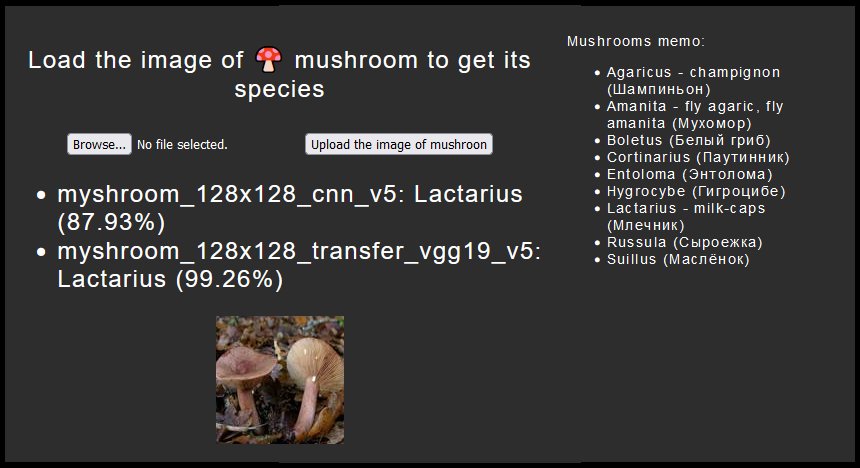 Load the image of 🍄 mushroom to get its
species
Browse... No file selected.
Upload the image of mushroon
• myshroom_128x128_cnn_v5: Lactarius
(87.93%)
• myshroom_128x128_transfer_vgg19_v5:
Lactarius (99.26%)
Mushrooms memo:
• Agaricus - champignon
(Шампиньон)
• Amanita - fly agaric, fly
amanita (Мухомор)
• Boletus (Белый гриб)
• Cortinarius (Паутинник)
• Entoloma (Энтолома)
• Hygrocybe (Гигроцибе)
• Lactarius - milk-caps
(Млечник)
• Russula (Сыроежка)
• Suillus (Маслёнок)